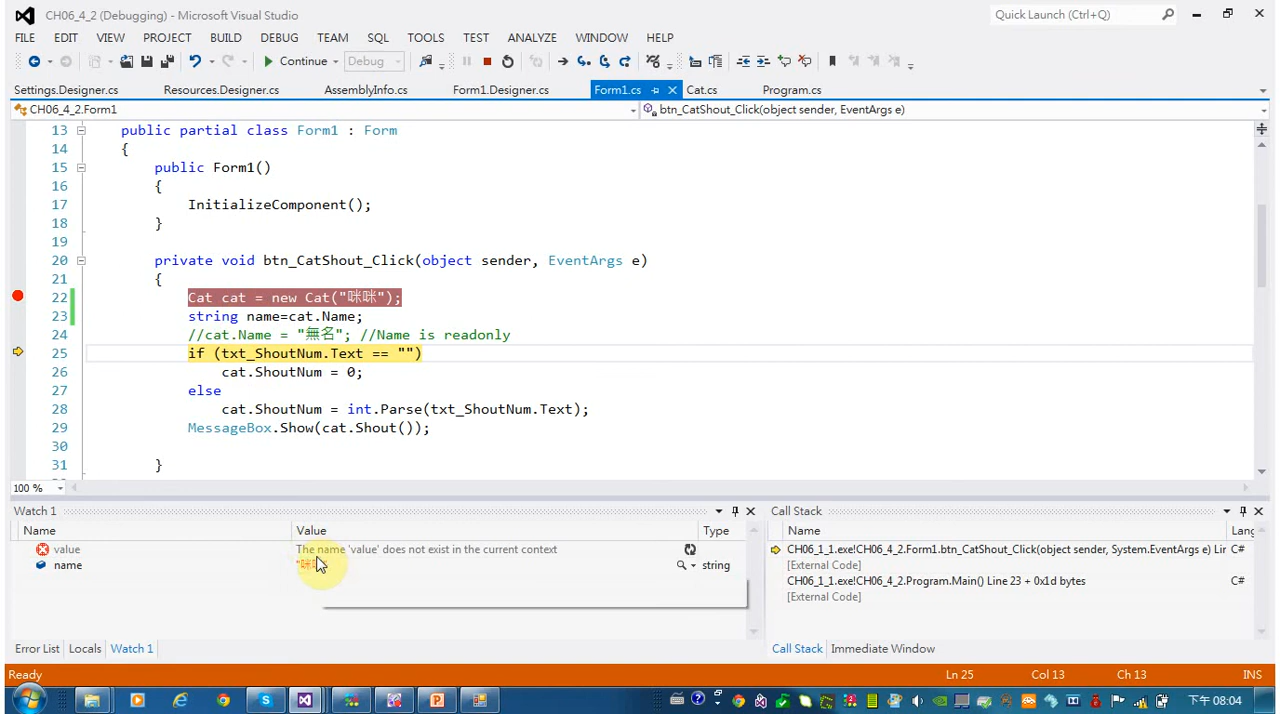 CH06_4_2 (Debugging) - Microsoft Visual Studio
Quick Launch (Ctrl+Q)
FILE EDIT VIEW PROJECT BUILD DEBUG TEAM SQL TOOLS TEST ANALYZE WINDOW HELP
Continue Debug
Settings.Designer.cs Resources.Designer.cs AssemblyInfo.cs Form1.Designer.cs Form1.cs Cat.cs Program.cs
CH06_4_2.Form1 btn_CatShout_Click(object sender, EventArgs e)
13 public partial class Form1 : Form
14 {
15 public Form1()
16 {
17 InitializeComponent();
18 }
19
20 private void btn_CatShout_Click(object sender, EventArgs e)
21 {
22 Cat cat = new Cat("咪咪");
23 string name=cat.Name;
24 //cat.Name = "無名"; //Name is readonly
25 if (txt_ShoutNum.Text == "")
26 cat.ShoutNum = 0;
27 else
28 cat.ShoutNum = int.Parse(txt_ShoutNum.Text);
29 MessageBox.Show(cat.Shout());
30
31 }
100 %
Watch 1
Name Value Type
value The name 'value' does not exist in the current context
name string
Error List Locals Watch 1
Call Stack
Name Lang
CH06_1_1.exe!CH06_4_2.Form1.btn_CatShout_Click(object sender, System.EventArgs e) Lir C#
[External Code]
CH06_1_1.exe!CH06_4_2.Program.Main() Line 23 + 0x1d bytes C#
[External Code]
Call Stack Immediate Window
Ready Ln 25 Col 13 Ch 13 INS
下午 08:04